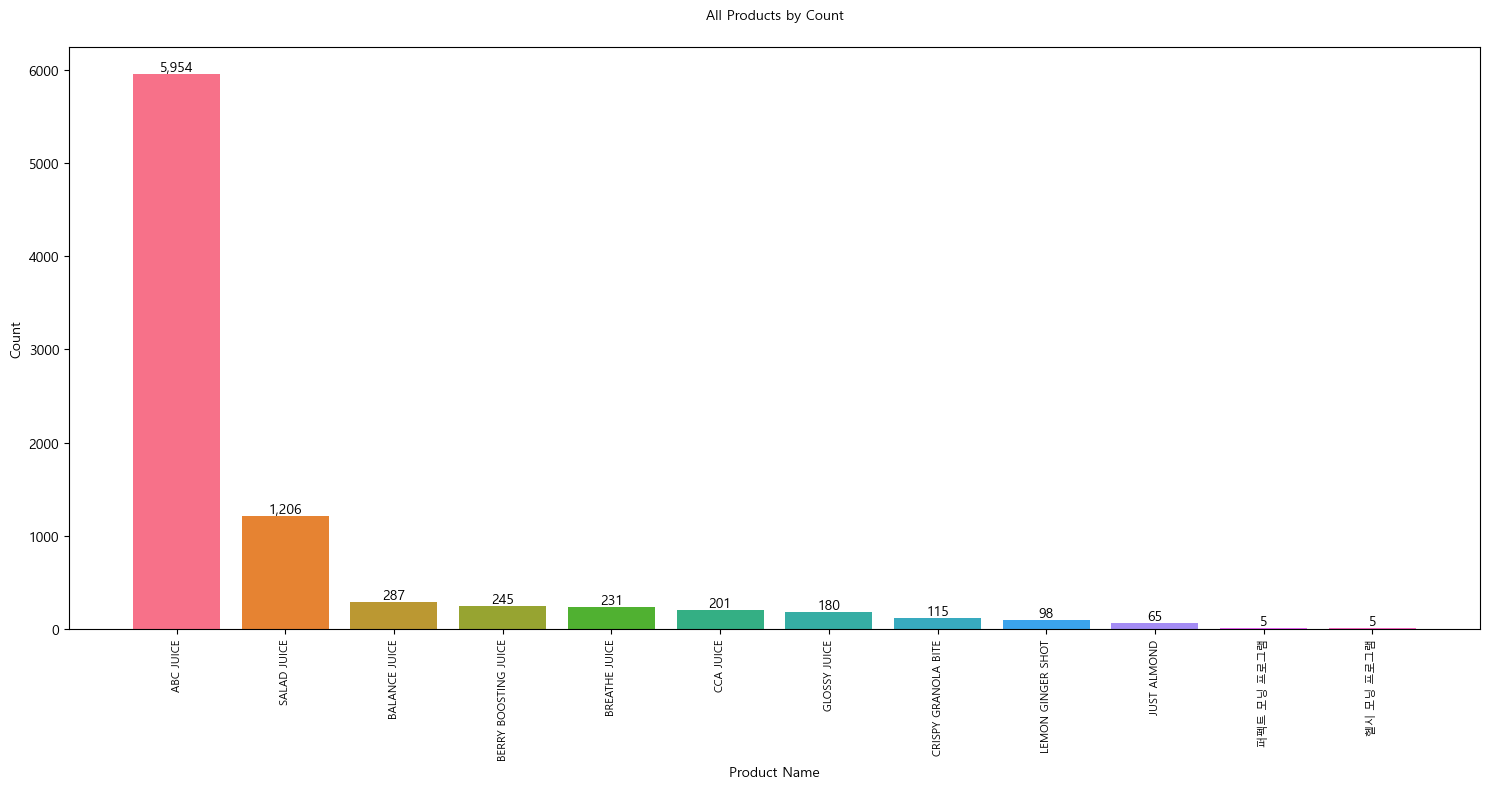 All Products by Count
Count
6000
5000
4000
3000
2000
1000
0
5,954
1,206
287
245
231
201
180
115
98
65
5
5
ABC JUICE
SALAD JUICE
BALANCE JUICE
BERRY BOOSTING JUICE
BREATHE JUICE
CCA JUICE
GLOSSY JUICE
CRISPY GRANOLA BITE
LEMON GINGER SHOT
JUST ALMOND
퍼펙트 모닝 프로그램
헬시 모닝 프로그램
Product Name